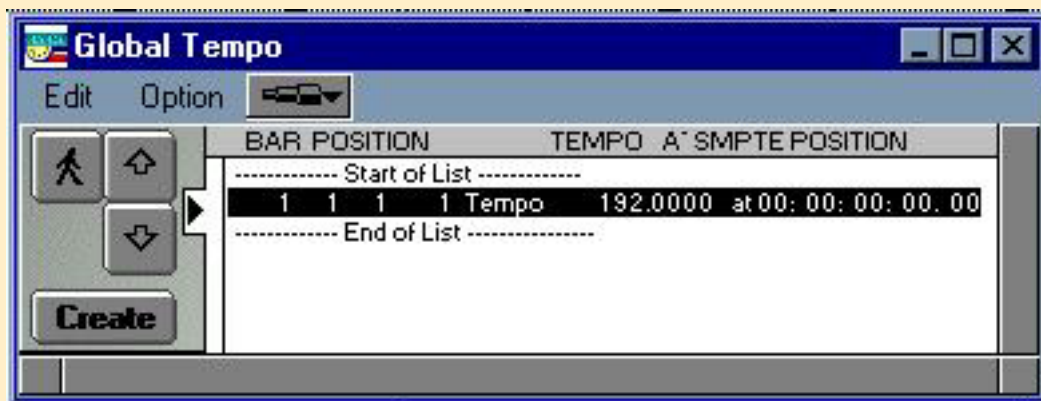 Global Tempo
Edit Option
BAR POSITION TEMPO AT SMPTE POSITION
------------- Start of List -------------
1 1 1 1 Tempo 192.0000 at 00: 00: 00: 00. 00
------------- End of List ----------------
Create